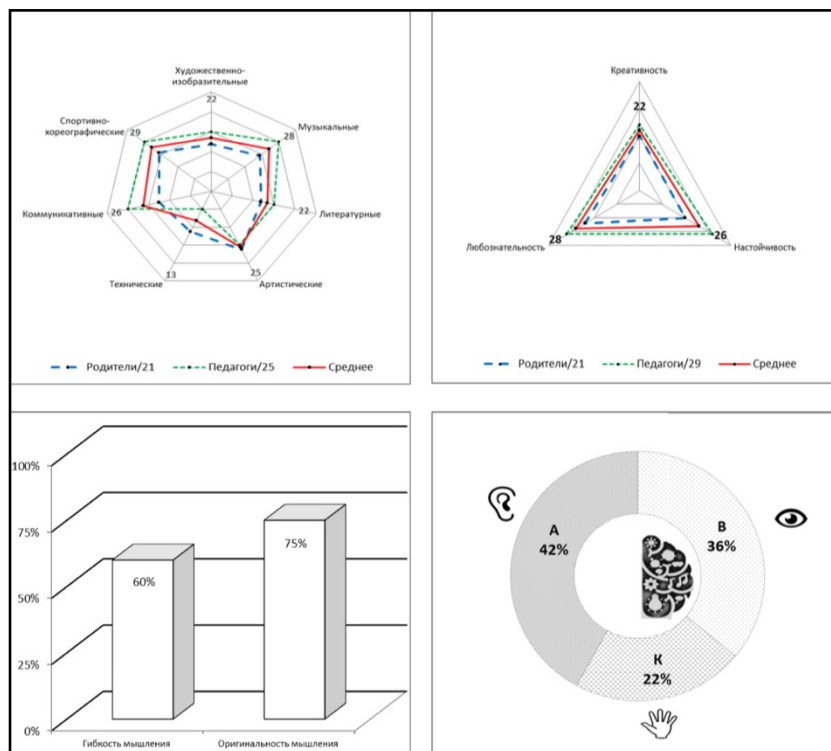 Художественно-
изобразительные
22
Спортивно-
хореографические
29
28
Музыкальные
Коммуникативные
26
22
Литературные
13
Технические
25
Артистические
Родители/21
Педагоги/25
Среднее
Креативность
22
28
Любознательность
26
Настойчивость
Родители/21
Педагоги/29
Среднее
100%
75%
50%
25%
0%
60%
75%
Гибкость мышления
Оригинальность мышления
А
42%
В
36%
К
22%